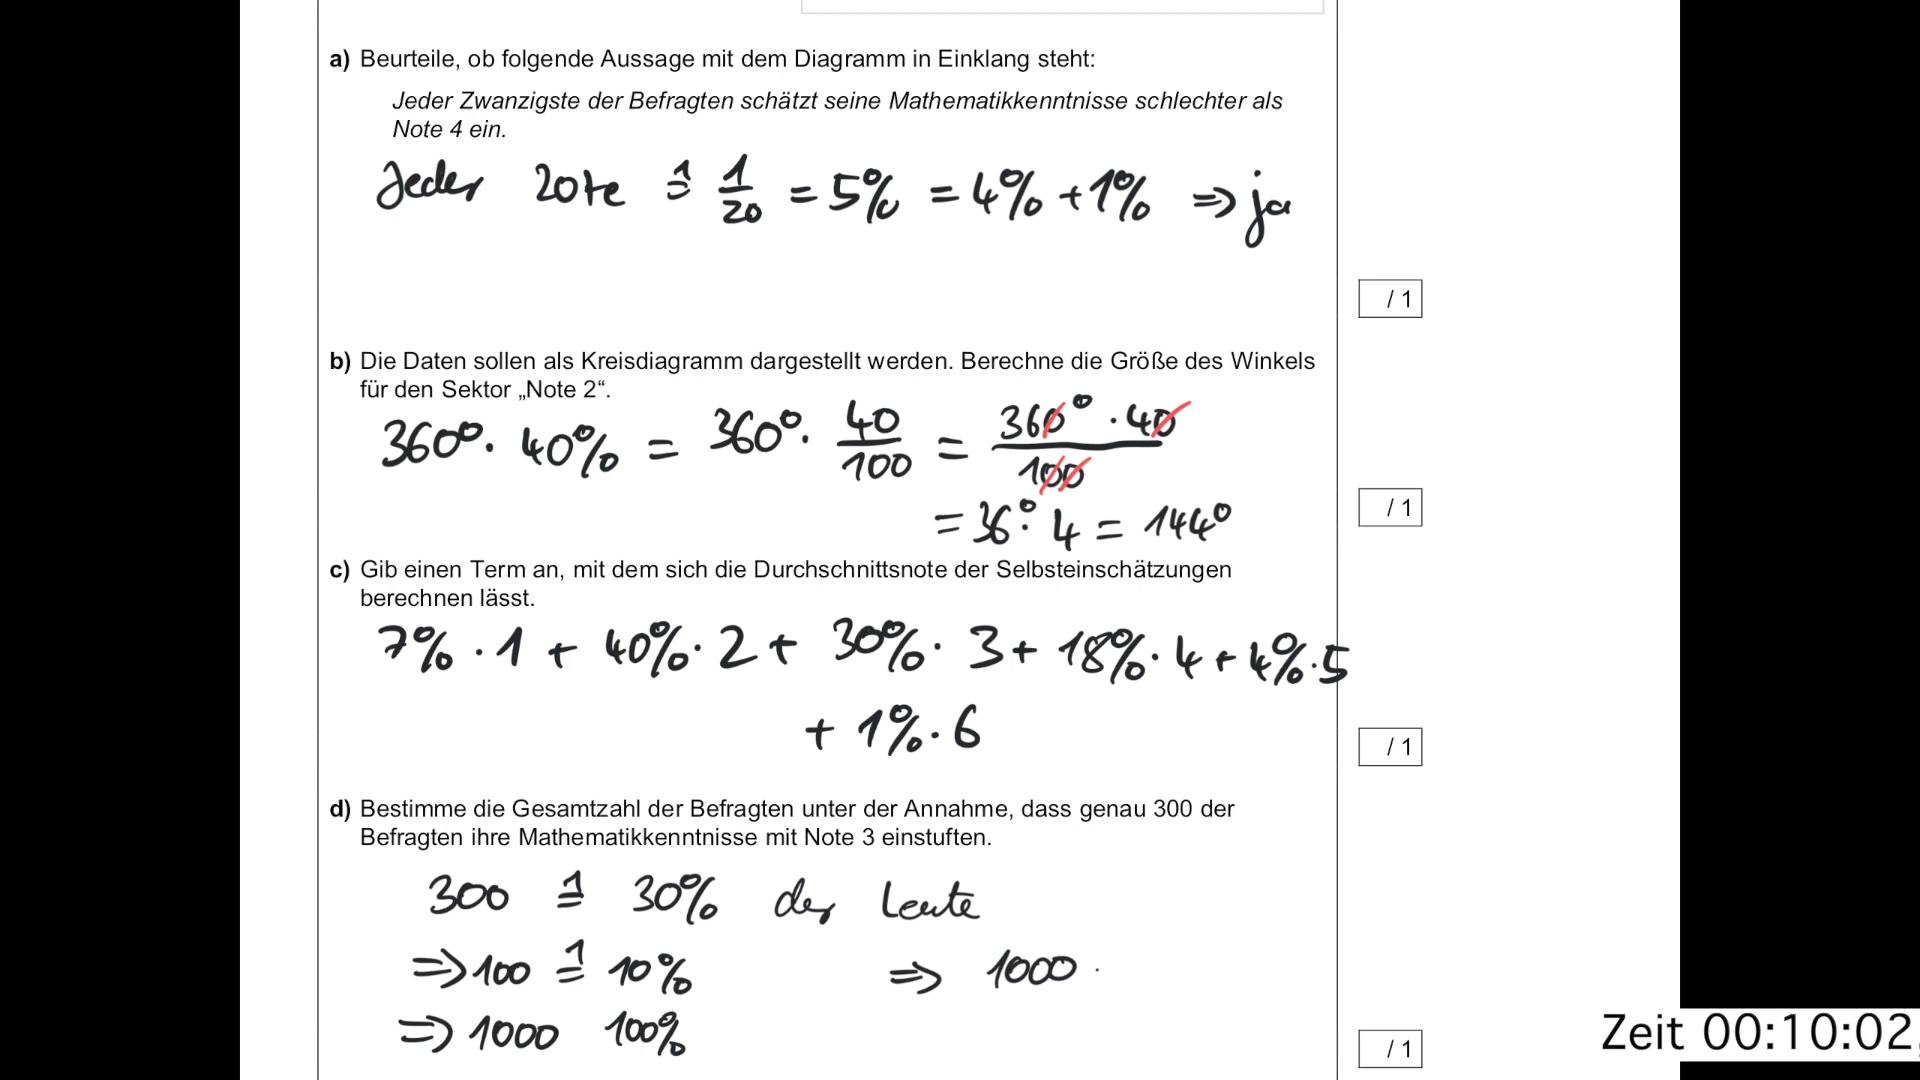 a) Beurteile, ob folgende Aussage mit dem Diagramm in Einklang steht:
Jeder Zwanzigste der Befragten schätzt seine Mathematikkenntnisse schlechter als
Note 4 ein.
Jeder 20te ≙ 1/20 = 5% = 4% + 1% ⇒ ja
/ 1
b) Die Daten sollen als Kreisdiagramm dargestellt werden. Berechne die Größe des Winkels
für den Sektor „Note 2“.
360° · 40% = 360° · 40/100 = 360° · 40/100
= 36° · 4 = 144°
/ 1
c) Gib einen Term an, mit dem sich die Durchschnittsnote der Selbsteinschätzungen
berechnen lässt.
7% · 1 + 40% · 2 + 30% · 3 + 18% · 4 + 4% · 5
+ 1% · 6
/ 1
d) Bestimme die Gesamtzahl der Befragten unter der Annahme, dass genau 300 der
Befragten ihre Mathematikkenntnisse mit Note 3 einstuften.
300 ≙ 30% der Leute
⇒ 100 ≙ 10% ⇒ 1000
⇒ 1000 100%
/ 1
Zeit 00:10:02